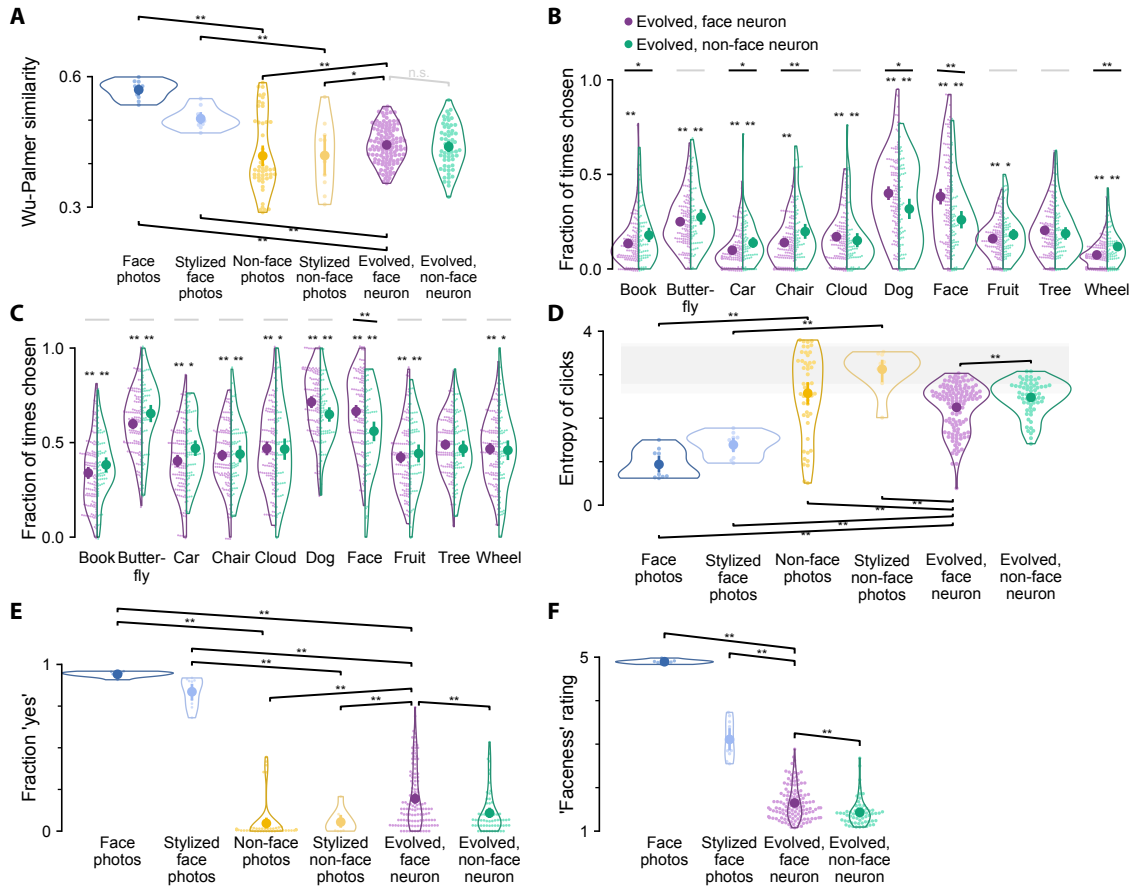 A
Wu-Palmer similarity
0.6
0.3
**
**
**
*
n.s.
**
**
Face photos
Stylized face photos
Non-face photos
Stylized non-face photos
Evolved, face neuron
Evolved, non-face neuron
B
Evolved, face neuron
Evolved, non-face neuron
Fraction of times chosen
1.0
0.5
0.0
* * ** * ** **
** ** ** ** ** ** ** ** ** ** ** ** ** ** * ** **
Book Butter-fly Car Chair Cloud Dog Face Fruit Tree Wheel
C
Fraction of times chosen
1.0
0.5
0.0
**
** ** ** ** ** * ** ** ** * ** ** ** ** ** ** ** *
Book Butter-fly Car Chair Cloud Dog Face Fruit Tree Wheel
D
Entropy of clicks
4
0
**
**
**
**
**
**
Face photos
Stylized face photos
Non-face photos
Stylized non-face photos
Evolved, face neuron
Evolved, non-face neuron
E
Fraction 'yes'
1
0
**
**
**
**
**
**
**
Face photos
Stylized face photos
Non-face photos
Stylized non-face photos
Evolved, face neuron
Evolved, non-face neuron
F
'Faceness' rating
5
1
**
**
**
Face photos
Stylized face photos
Evolved, face neuron
Evolved, non-face neuron